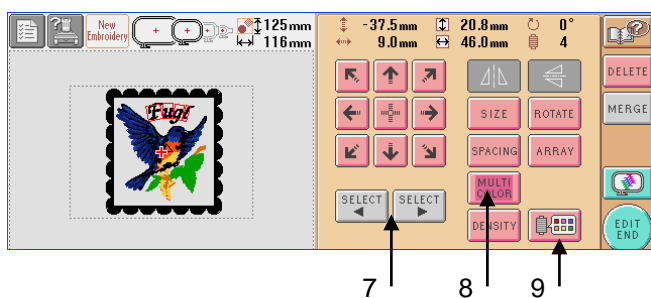 New
Embroidery
125mm
116mm
-37.5mm
20.8mm
0°
9.0mm
46.0mm
4
DELETE
SIZE
ROTATE
MERGE
SPACING
ARRAY
MULTI
COLOR
SELECT
SELECT
DENSITY
EDIT
END
Fugi
7
8
9